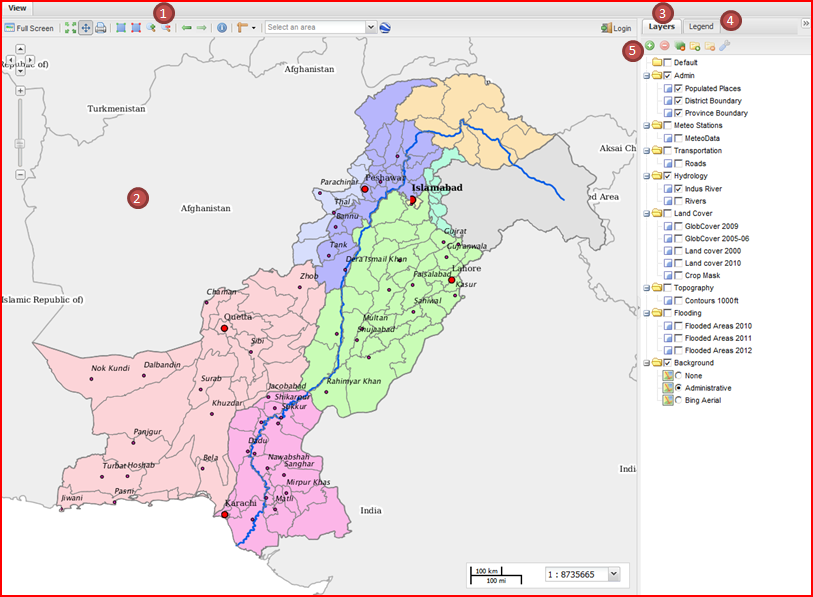 View
1
3
4
Full Screen
Select an area
Login
Layers
Legend
5
Republic of)
Afghanistan
Turkmenistan
Aksai Ch
ed Area
2
Afghanistan
Parachinar
Peshawar
Islamabad
Thal
Bannu
Tank
Gujrat
Gujranwala
Dera Ismail Khan
Lahore
Faisalabad
Kasur
Zhob
Islamic Republic of)
Chaman
Sahiwal
Quetta
Multan
Shujaabad
Sibi
Nok Kundi
Dalbandin
Surab
Jacobabad
Rahimyar Khan
Shikarpur
Sukkur
Khuzdar
Panjgur
Dadu
Bela
Nawabshah
Turbat
Hoshab
Sanghar
Indi
Mirpur Khas
Pasni
Jiwani
Matli
Karachi
India
100 km
100 mi
1 : 8735665
Default
Admin
Populated Places
District Boundary
Province Boundary
Meteo Stations
MeteoData
Transportation
Roads
Hydrology
Indus River
Rivers
Land Cover
GlobCover 2009
GlobCover 2005-06
Land cover 2000
Land cover 2010
Crop Mask
Topography
Contours 1000ft
Flooding
Flooded Areas 2010
Flooded Areas 2011
Flooded Areas 2012
Background
None
Administrative
Bing Aerial